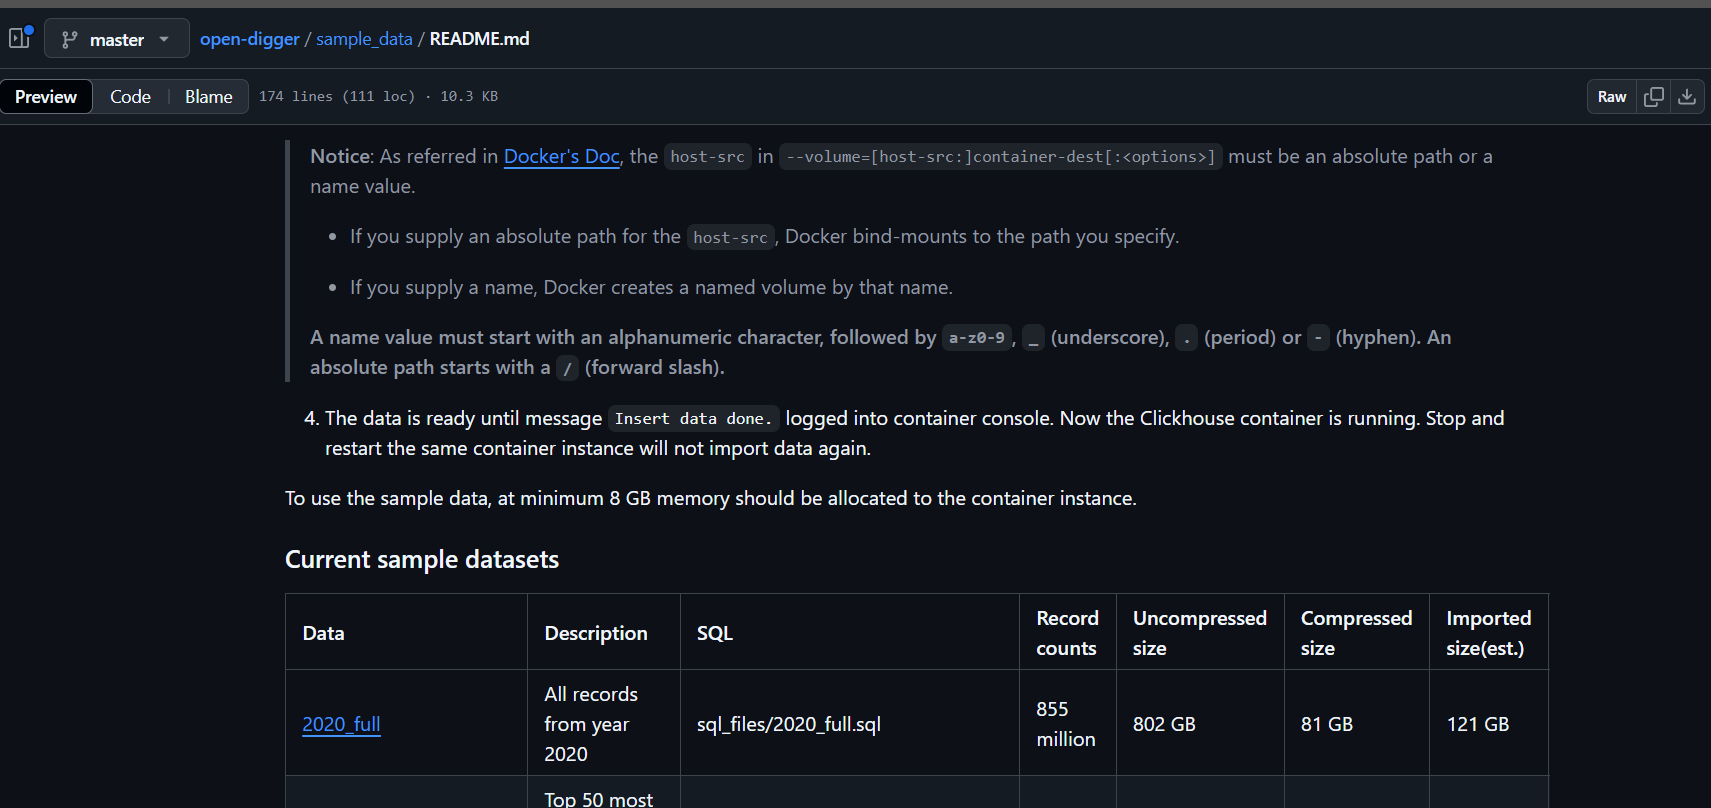 master open-digger / sample_data / README.md
Preview Code Blame 174 lines (111 loc) · 10.3 KB Raw
Notice: As referred in Docker's Doc, the host-src in --volume=[host-src:]container-dest[:<options>] must be an absolute path or a
name value.
• If you supply an absolute path for the host-src, Docker bind-mounts to the path you specify.
• If you supply a name, Docker creates a named volume by that name.
A name value must start with an alphanumeric character, followed by a-z0-9, _ (underscore), . (period) or - (hyphen). An
absolute path starts with a / (forward slash).
4. The data is ready until message Insert data done. logged into container console. Now the Clickhouse container is running. Stop and
restart the same container instance will not import data again.
To use the sample data, at minimum 8 GB memory should be allocated to the container instance.
Current sample datasets
Data Description SQL Record counts Uncompressed size Compressed size Imported size(est.)
2020_full All records from year 2020 sql_files/2020_full.sql 855 million 802 GB 81 GB 121 GB
Top 50 most